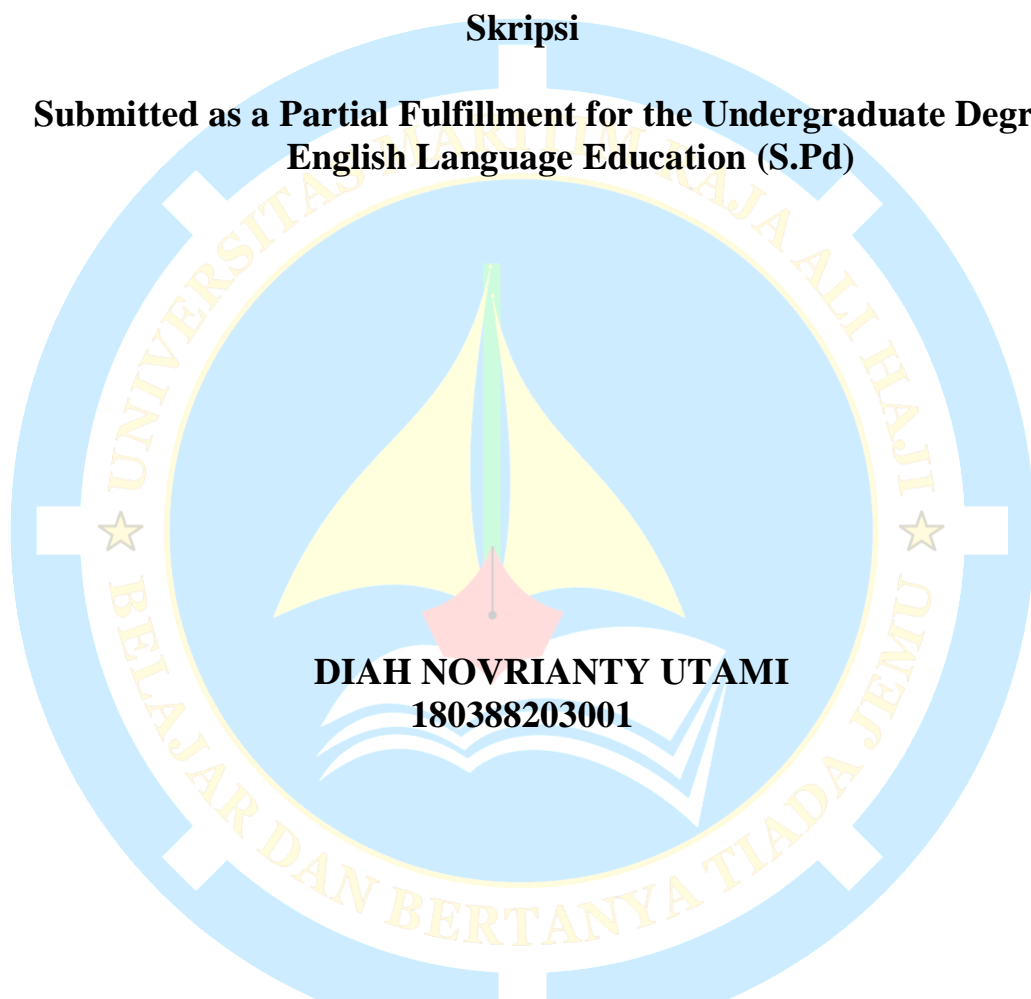 Skripsi
Submitted as a Partial Fulfillment for the Undergraduate Degr
English Language Education (S.Pd)
UNIVERSITAS MARITIM RAJA ALI HAJI
DIAH NOVRIANTY UTAMI
180388203001
BELAJAR DAN BERTANYA TIADA JEMU